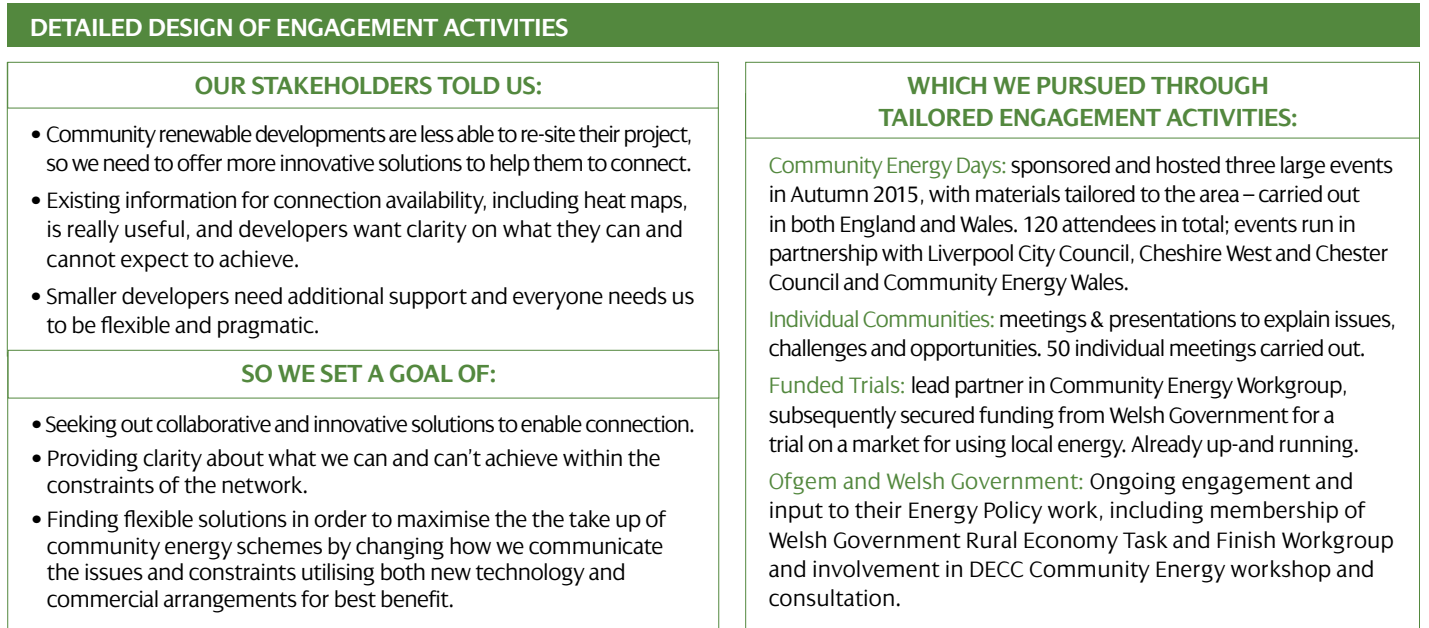 DETAILED DESIGN OF ENGAGEMENT ACTIVITIES
OUR STAKEHOLDERS TOLD US:
• Community renewable developments are less able to re-site their project,
so we need to offer more innovative solutions to help them to connect.
• Existing information for connection availability, including heat maps,
is really useful, and developers want clarity on what they can and
cannot expect to achieve.
• Smaller developers need additional support and everyone needs us
to be flexible and pragmatic.
SO WE SET A GOAL OF:
• Seeking out collaborative and innovative solutions to enable connection.
• Providing clarity about what we can and can't achieve within the
constraints of the network.
• Finding flexible solutions in order to maximise the the take up of
community energy schemes by changing how we communicate
the issues and constraints utilising both new technology and
commercial arrangements for best benefit.
WHICH WE PURSUED THROUGH
TAILORED ENGAGEMENT ACTIVITIES:
Community Energy Days: sponsored and hosted three large events
in Autumn 2015, with materials tailored to the area – carried out
in both England and Wales. 120 attendees in total; events run in
partnership with Liverpool City Council, Cheshire West and Chester
Council and Community Energy Wales.
Individual Communities: meetings & presentations to explain issues,
challenges and opportunities. 50 individual meetings carried out.
Funded Trials: lead partner in Community Energy Workgroup,
subsequently secured funding from Welsh Government for a
trial on a market for using local energy. Already up-and running.
Ofgem and Welsh Government: Ongoing engagement and
input to their Energy Policy work, including membership of
Welsh Government Rural Economy Task and Finish Workgroup
and involvement in DECC Community Energy workshop and
consultation.